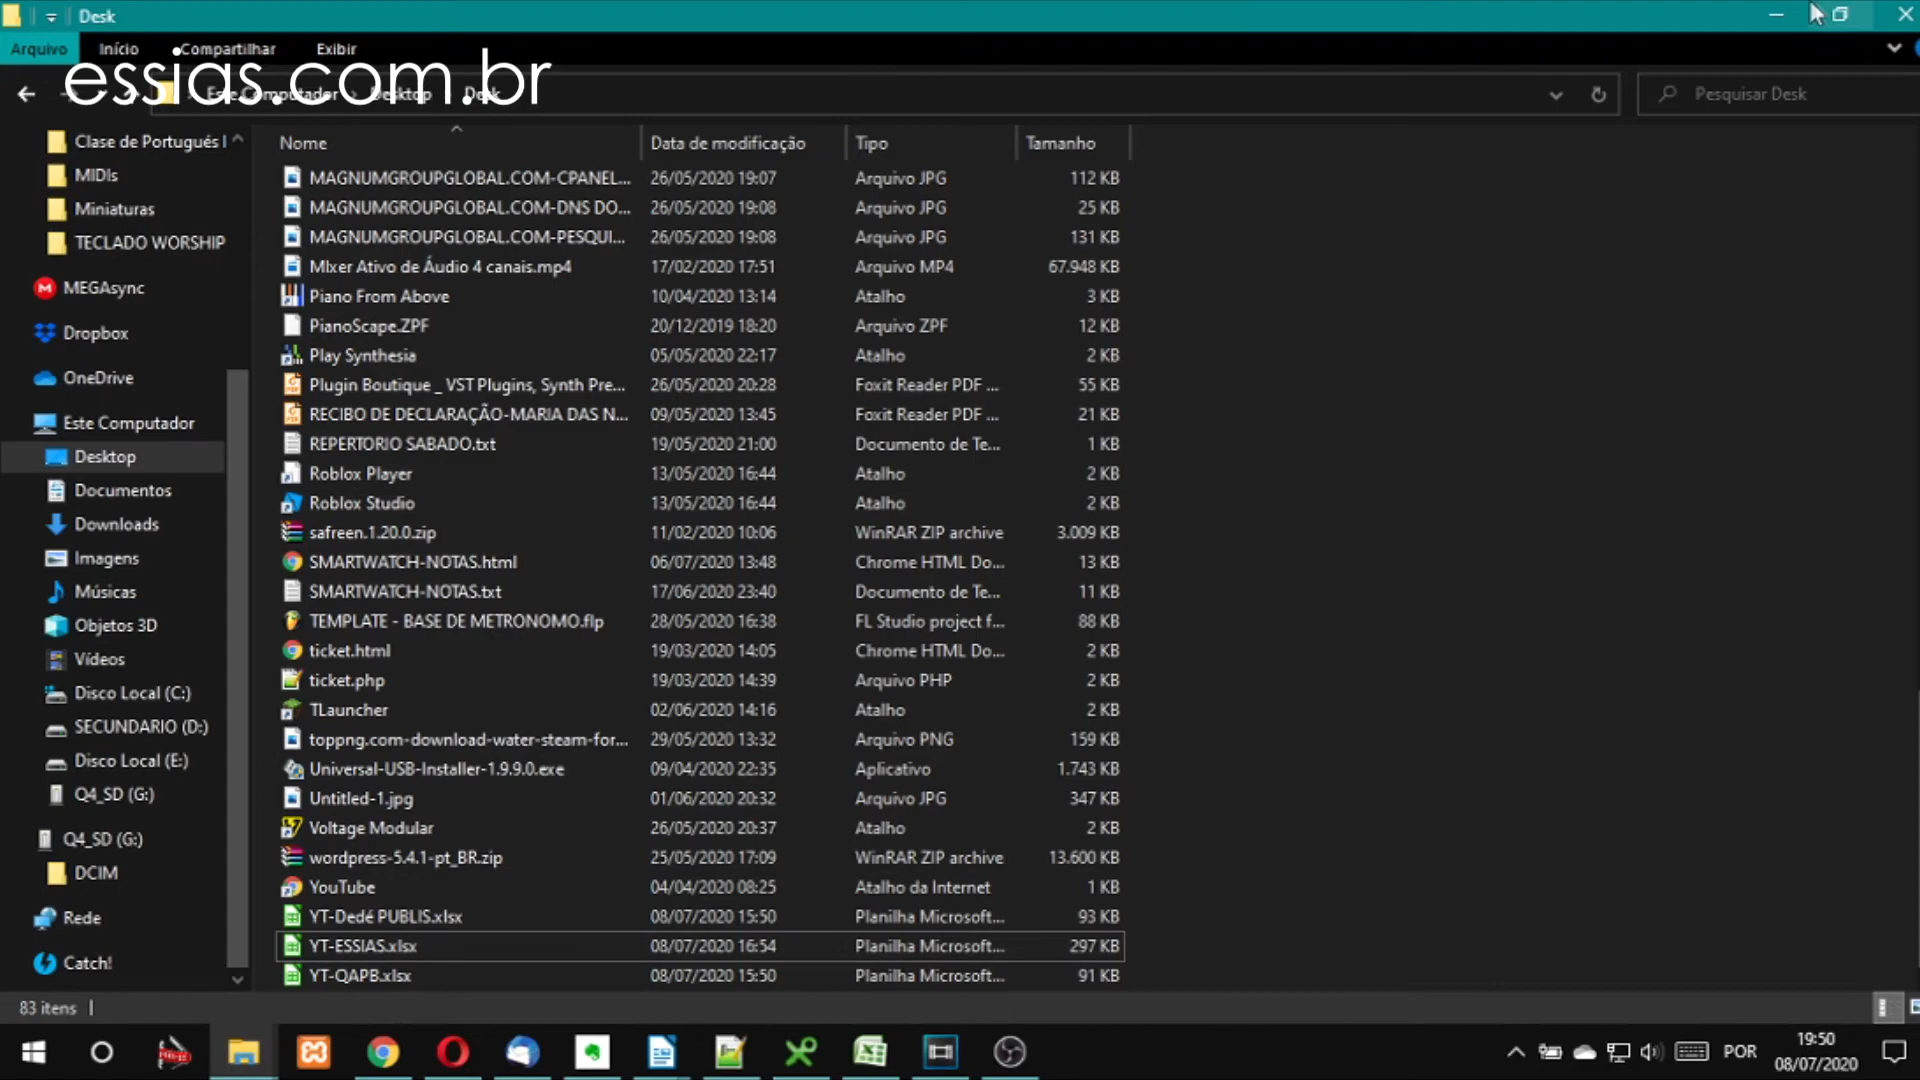 Desk
Arquivo Início Compartilhar Exibir
essias.com.br
Este Computador Desktop Desk
Pesquisar Desk
Nome Data de modificação Tipo Tamanho
Clase de Português
MIDIs
Miniaturas
TECLADO WORSHIP
MEGAsync
Dropbox
OneDrive
Este Computador
Desktop
Documentos
Downloads
Imagens
Músicas
Objetos 3D
Vídeos
Disco Local (C:)
SECUNDARIO (D:)
Disco Local (E:)
Q4_SD (G:)
Q4_SD (G:)
DCIM
Rede
Catch!
MAGNUMGROUPGLOBAL.COM-CPANEL... 26/05/2020 19:07 Arquivo JPG 112 KB
MAGNUMGROUPGLOBAL.COM-DNS DO... 26/05/2020 19:08 Arquivo JPG 25 KB
MAGNUMGROUPGLOBAL.COM-PESQUI... 26/05/2020 19:08 Arquivo JPG 131 KB
MIxer Ativo de Áudio 4 canais.mp4 17/02/2020 17:51 Arquivo MP4 67.948 KB
Piano From Above 10/04/2020 13:14 Atalho 3 KB
PianoScape.ZPF 20/12/2019 18:20 Arquivo ZPF 12 KB
Play Synthesia 05/05/2020 22:17 Atalho 2 KB
Plugin Boutique _ VST Plugins, Synth Pre... 26/05/2020 20:28 Foxit Reader PDF ... 55 KB
RECIBO DE DECLARAÇÃO-MARIA DAS N... 09/05/2020 13:45 Foxit Reader PDF ... 21 KB
REPERTORIO SABADO.txt 19/05/2020 21:00 Documento de Te... 1 KB
Roblox Player 13/05/2020 16:44 Atalho 2 KB
Roblox Studio 13/05/2020 16:44 Atalho 2 KB
safreen.1.20.0.zip 11/02/2020 10:06 WinRAR ZIP archive 3.009 KB
SMARTWATCH-NOTAS.html 06/07/2020 13:48 Chrome HTML Do... 13 KB
SMARTWATCH-NOTAS.txt 17/06/2020 23:40 Documento de Te... 11 KB
TEMPLATE - BASE DE METRONOMO.flp 28/05/2020 16:38 FL Studio project f... 88 KB
ticket.html 19/03/2020 14:05 Chrome HTML Do... 2 KB
ticket.php 19/03/2020 14:39 Arquivo PHP 2 KB
TLauncher 02/06/2020 14:16 Atalho 2 KB
toppng.com-download-water-steam-for... 29/05/2020 13:32 Arquivo PNG 159 KB
Universal-USB-Installer-1.9.9.0.exe 09/04/2020 22:35 Aplicativo 1.743 KB
Untitled-1.jpg 01/06/2020 20:32 Arquivo JPG 347 KB
Voltage Modular 26/05/2020 20:37 Atalho 2 KB
wordpress-5.4.1-pt_BR.zip 25/05/2020 17:09 WinRAR ZIP archive 13.600 KB
YouTube 04/04/2020 08:25 Atalho da Internet 1 KB
YT-Dedé PUBLIS.xlsx 08/07/2020 15:50 Planilha Microsoft... 93 KB
YT-ESSIAS.xlsx 08/07/2020 16:54 Planilha Microsoft... 297 KB
YT-QAPB.xlsx 08/07/2020 15:50 Planilha Microsoft... 91 KB
83 itens
POR
19:50
08/07/2020